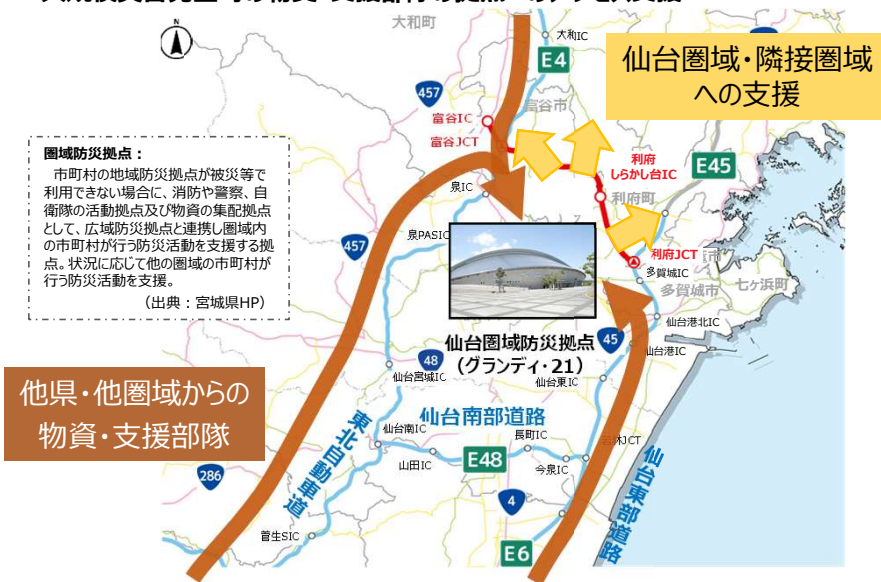 大和町
大和IC
N
E4
仙台圏域・隣接圏域
への支援
457
富谷市
富谷IC
富谷JCT
圏域防災拠点:
市町村の地域防災拠点が被災等で
利用できない場合に、消防や警察、自
衛隊の活動拠点及び物資の集配拠点
として、広域防災拠点と連携し圏域内
の市町村が行う防災活動を支援する拠
点。状況に応じて他の圏域の市町村が
行う防災活動を支援。
(出典:宮城県HP)
利府
しらかし台IC
E45
泉IC
利府町
泉PASIC
457
利府JCT
多賀城IC
多賀城市
七ヶ浜町
仙台港北IC
仙台圏域防災拠点
(グランディ・21)
45
仙台港IC
48
仙台宮城IC
仙台東IC
他県・他圏域からの
物資・支援部隊
仙台南部道路
仙台南IC
長町IC
東北自動車道
山田IC
E48
今泉IC
仙台東部道路
286
4
菅生SIC
E6